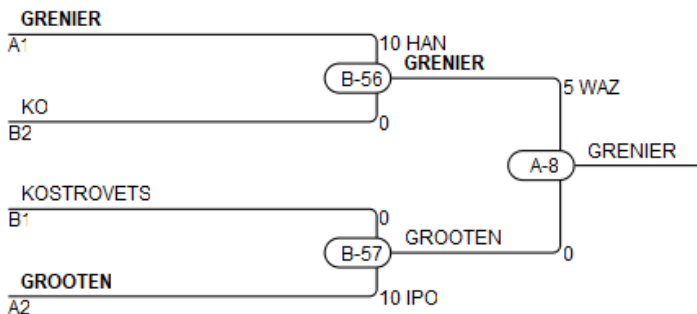 GRENIER
A1
10 HAN
B-56
GRENIER
KO
B2
0
5 WAZ
A-8
GRENIER
KOSTROVETS
B1
0
B-57
GROOTEN
0
GROOTEN
A2
10 IPO